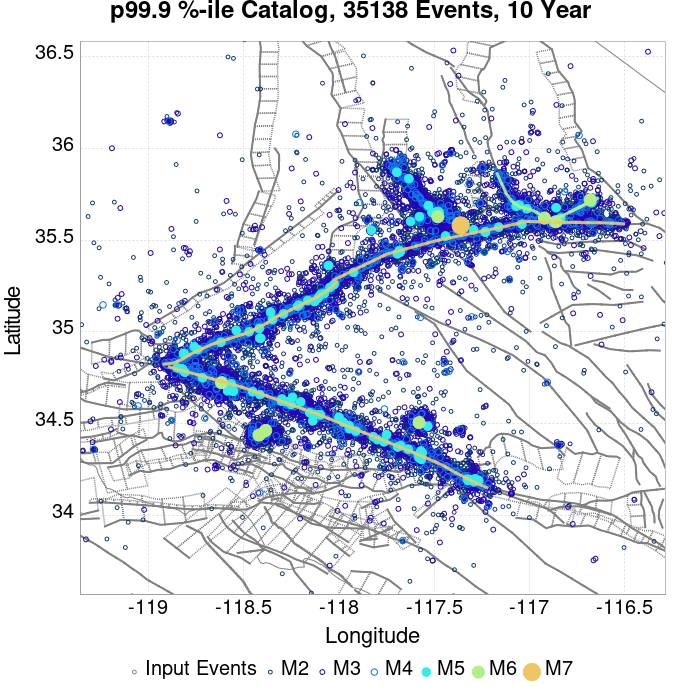 p99.9 %-ile Catalog, 35138 Events, 10 Year
36.5
36
35.5
35
34.5
34
Latitude
-119 -118.5 -118 -117.5 -117 -116.5
Longitude
Input Events M2 M3 M4 M5 M6 M7